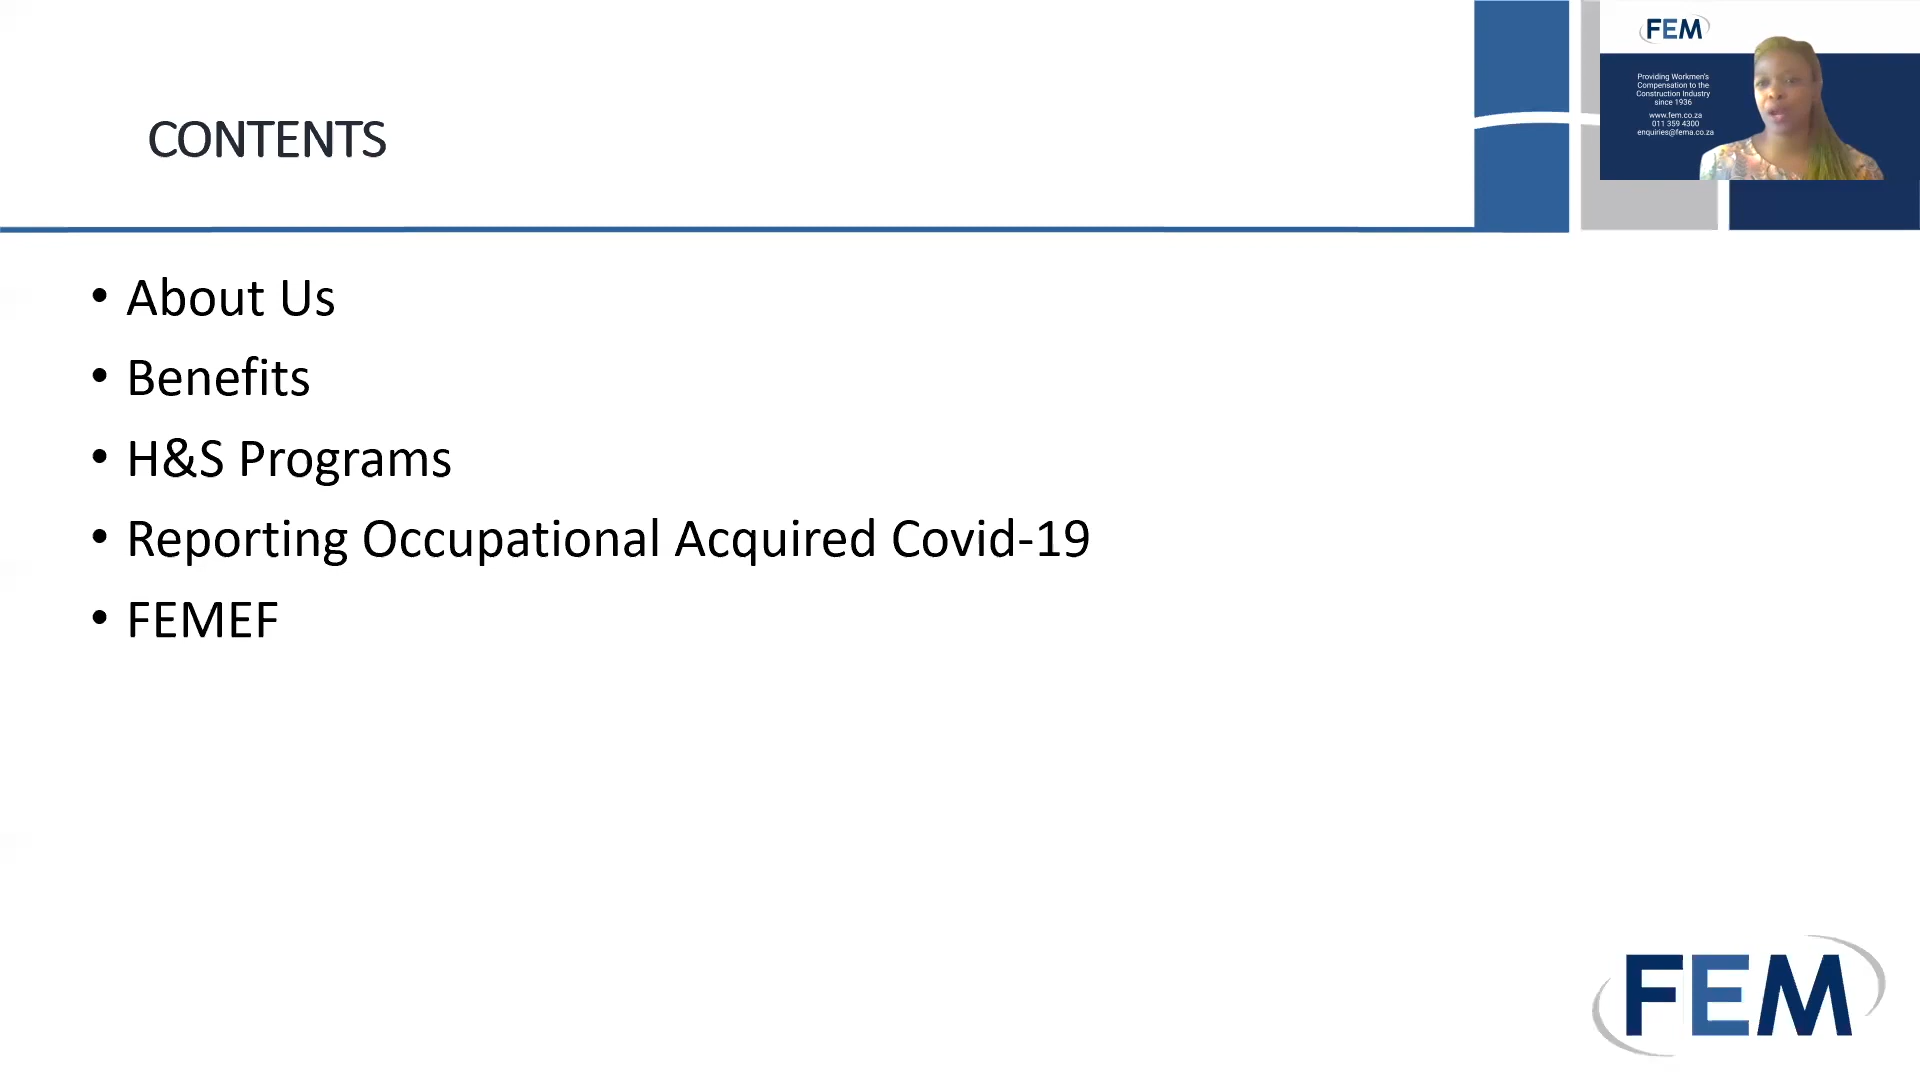 CONTENTS
FEM
Providing Workmen's
Compensation to the
Construction Industry
since 1936
www.fem.co.za
011 359 4300
enquiries@fema.co.za
• About Us
• Benefits
• H&S Programs
• Reporting Occupational Acquired Covid-19
• FEMEF
FEM